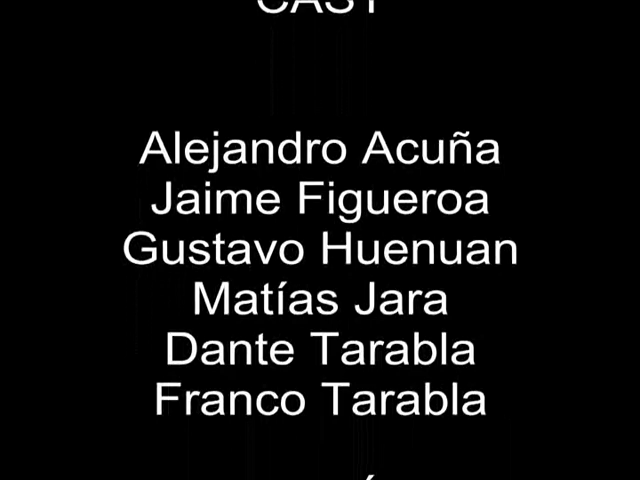 CAST
Alejandro Acuña
Jaime Figueroa
Gustavo Huenuan
Matías Jara
Dante Tarabla
Franco Tarabla